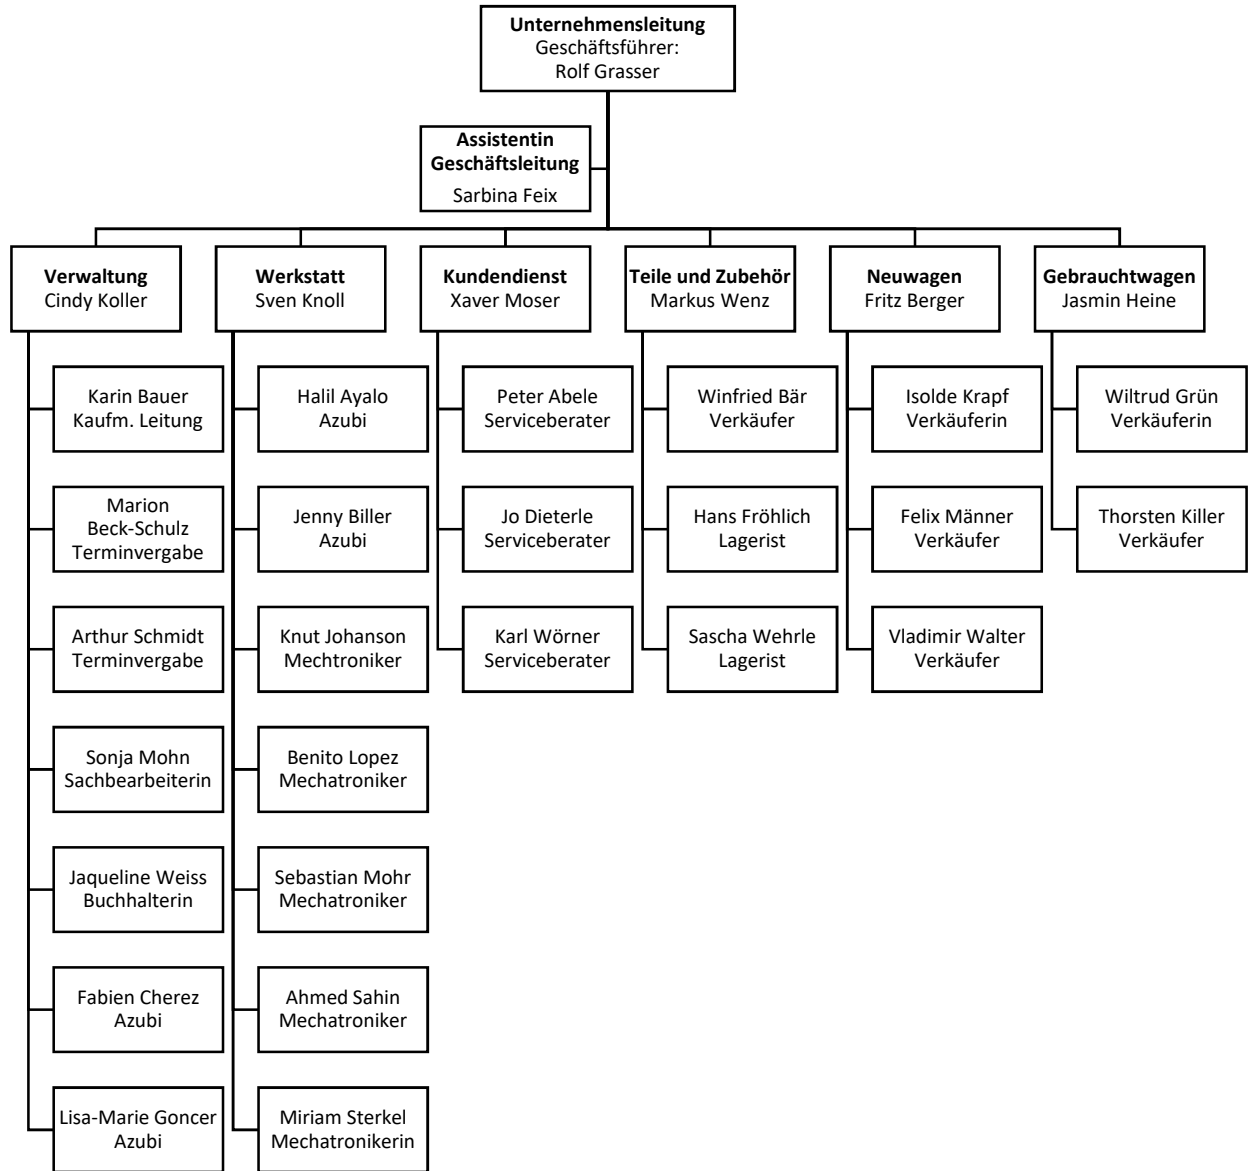 Unternehmensleitung
Geschäftsführer:
Rolf Grasser
Assistentin
Geschäftsleitung
Sarbina Feix
Verwaltung
Cindy Koller
Werkstatt
Sven Knoll
Kundendienst
Xaver Moser
Teile und Zubehör
Markus Wenz
Neuwagen
Fritz Berger
Gebrauchtwagen
Jasmin Heine
Karin Bauer
Kaufm. Leitung
Marion
Beck-Schulz
Terminvergabe
Arthur Schmidt
Terminvergabe
Sonja Mohn
Sachbearbeiterin
Jaqueline Weiss
Buchhalterin
Fabien Cherez
Azubi
Lisa-Marie Goncer
Azubi
Halil Ayalo
Azubi
Jenny Biller
Azubi
Knut Johanson
Mechtroniker
Benito Lopez
Mechatroniker
Sebastian Mohr
Mechatroniker
Ahmed Sahin
Mechatroniker
Miriam Sterkel
Mechatronikerin
Peter Abele
Serviceberater
Jo Dieterle
Serviceberater
Karl Wörner
Serviceberater
Winfried Bär
Verkäufer
Hans Fröhlich
Lagerist
Sascha Wehrle
Lagerist
Isolde Krapf
Verkäuferin
Felix Männer
Verkäufer
Vladimir Walter
Verkäufer
Wiltrud Grün
Verkäuferin
Thorsten Killer
Verkäufer